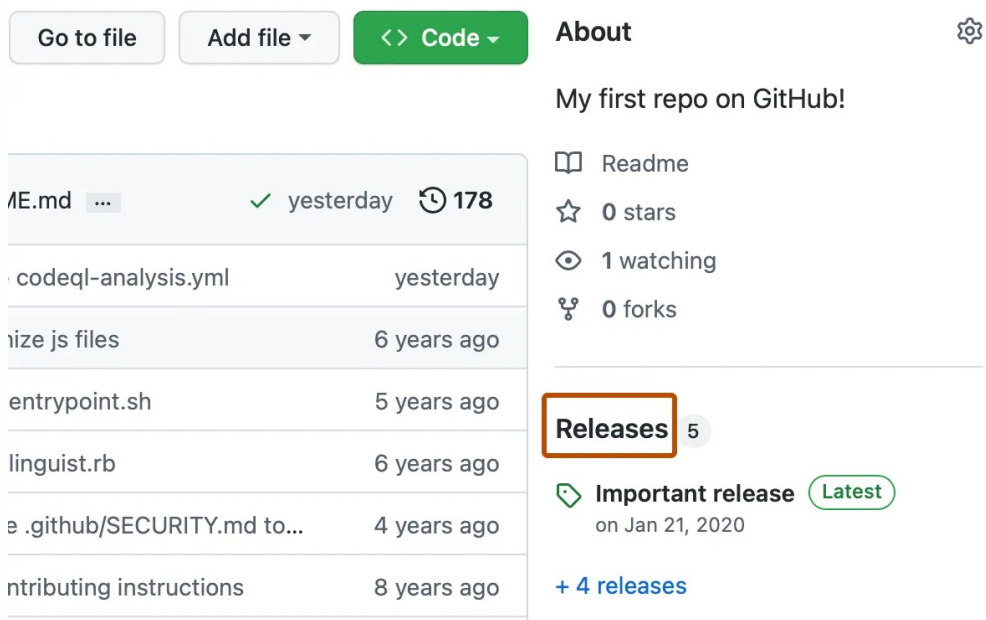 Go to file
Add file
<> Code
About
My first repo on GitHub!
Readme
0 stars
1 watching
0 forks
ME.md ... yesterday 178
codeql-analysis.yml yesterday
js files 6 years ago
entrypoint.sh 5 years ago
linguist.rb 6 years ago
.github/SECURITY.md to... 4 years ago
instructions 8 years ago
Releases 5
Important release Latest
on Jan 21, 2020
+ 4 releases